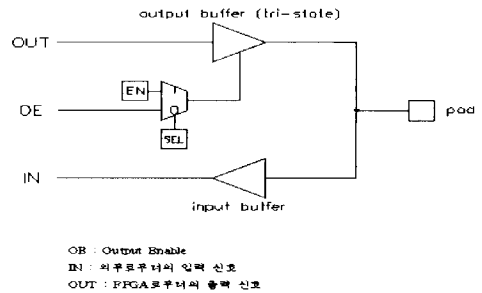 output buffer (tri-state)
OUT
EN
1
OE
0
SEL
pad
IN
input buffer
OE : Output Enable
IN : 외부로부터의 입력 신호
OUT : FPGA로부터의 출력 신호